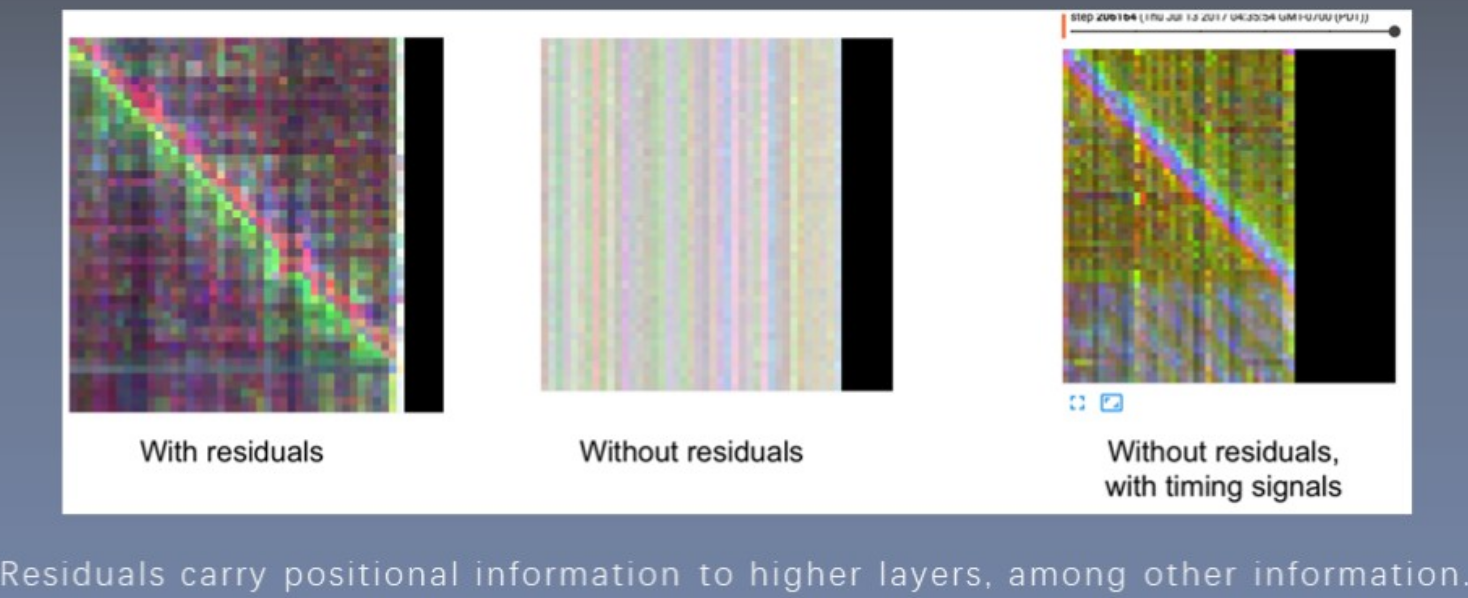 step 206164 (Thu Jul 13 2017 04:35:54 GMT-0700 (PDT))
With residuals
Without residuals
Without residuals,
with timing signals
Residuals carry positional information to higher layers, among other information.